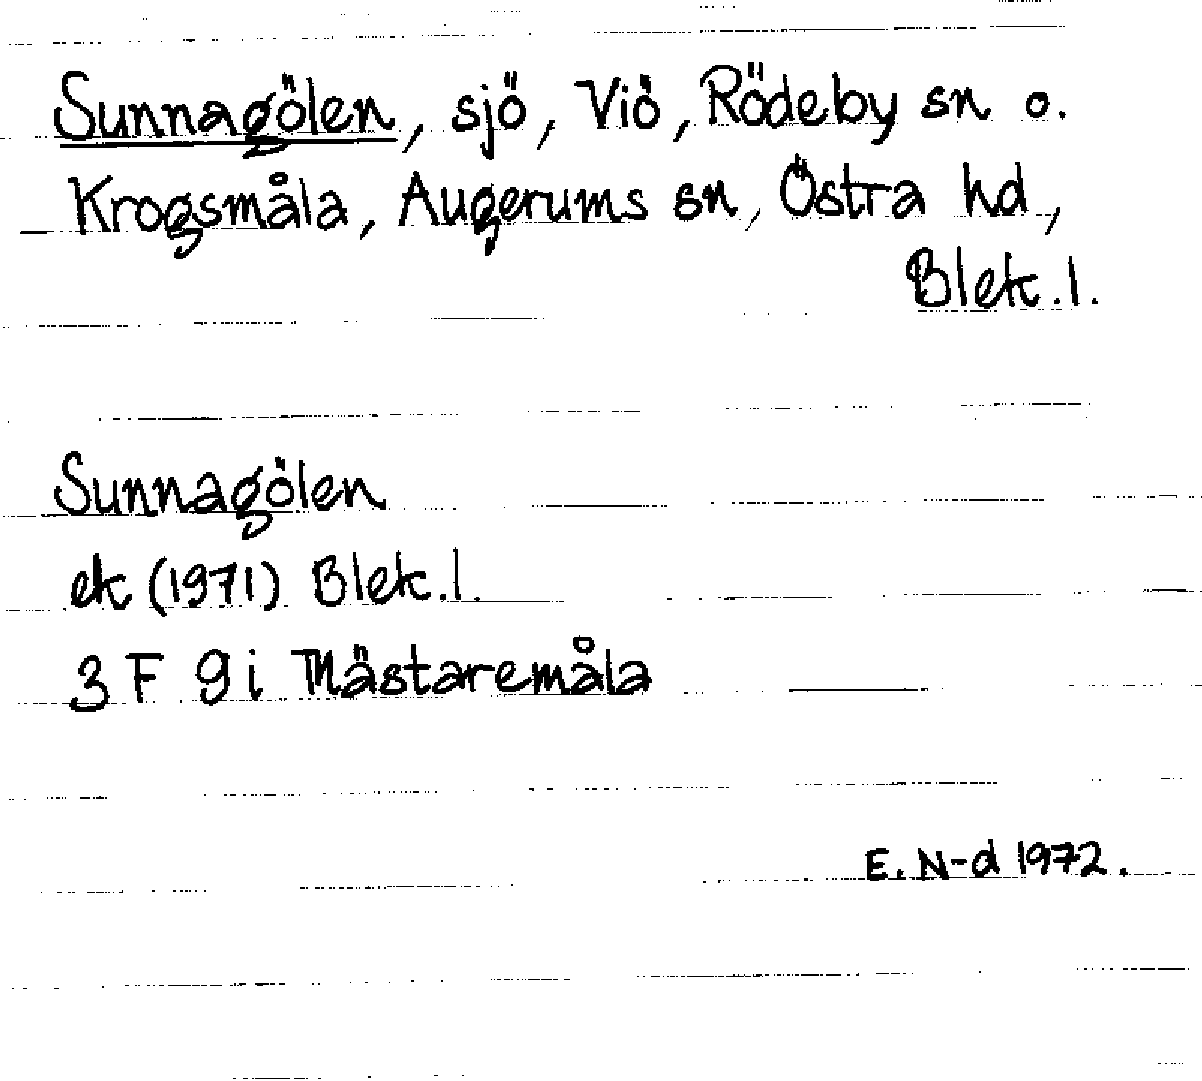 Sunnagölen, sjö, Viö, Rödeby sn o.
Krogsmåla, Augerums sn, Östra hd,
Blek.l.
Sunnagölen
ek (1971) Blek.l.
3 F 9 i Mästaremåla
E. N-d 1972.